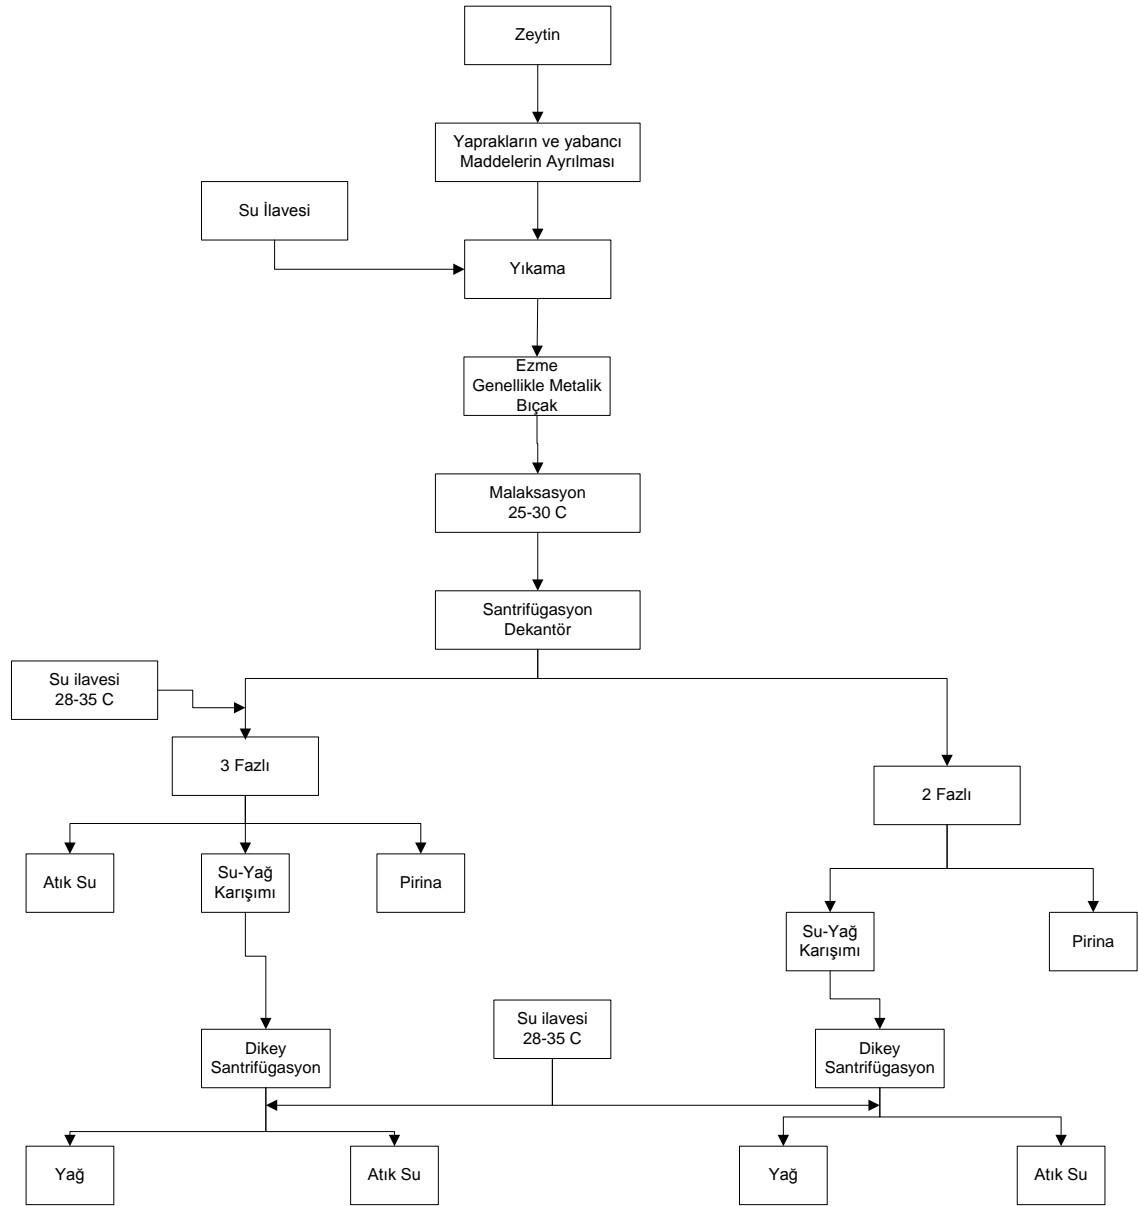 Zeytin
Yaprakların ve yabancı
Maddelerin Ayrılması
Su İlavesi
Yıkama
Ezme
Genellikle Metalik
Bıçak
Malaksasyon
25-30 C
Santrifügasyon
Dekantör
Su ilavesi
28-35 C
3 Fazlı
2 Fazlı
Atık Su
Su-Yağ
Karışımı
Pirina
Su-Yağ
Karışımı
Pirina
Su ilavesi
28-35 C
Dikey
Santrifügasyon
Dikey
Santrifügasyon
Yağ
Atık Su
Yağ
Atık Su